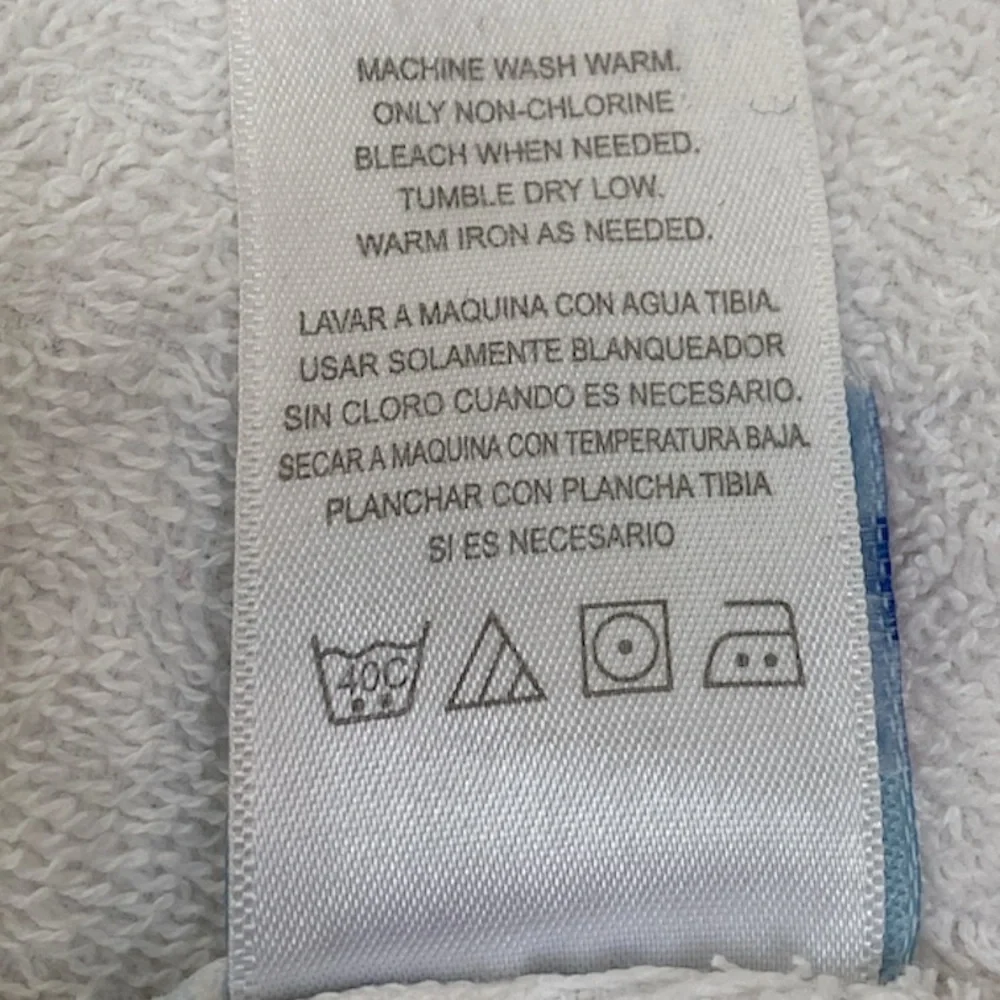 MACHINE WASH WARM.
ONLY NON-CHLORINE
BLEACH WHEN NEEDED.
TUMBLE DRY LOW.
WARM IRON AS NEEDED.
LAVAR A MAQUINA CON AGUA TIBIA.
USAR SOLAMENTE BLANQUEADOR
SIN CLORO CUANDO ES NECESARIO.
SECAR A MAQUINA CON TEMPERATURA BAJA.
PLANCHAR CON PLANCHA TIBIA
SI ES NECESARIO
40C